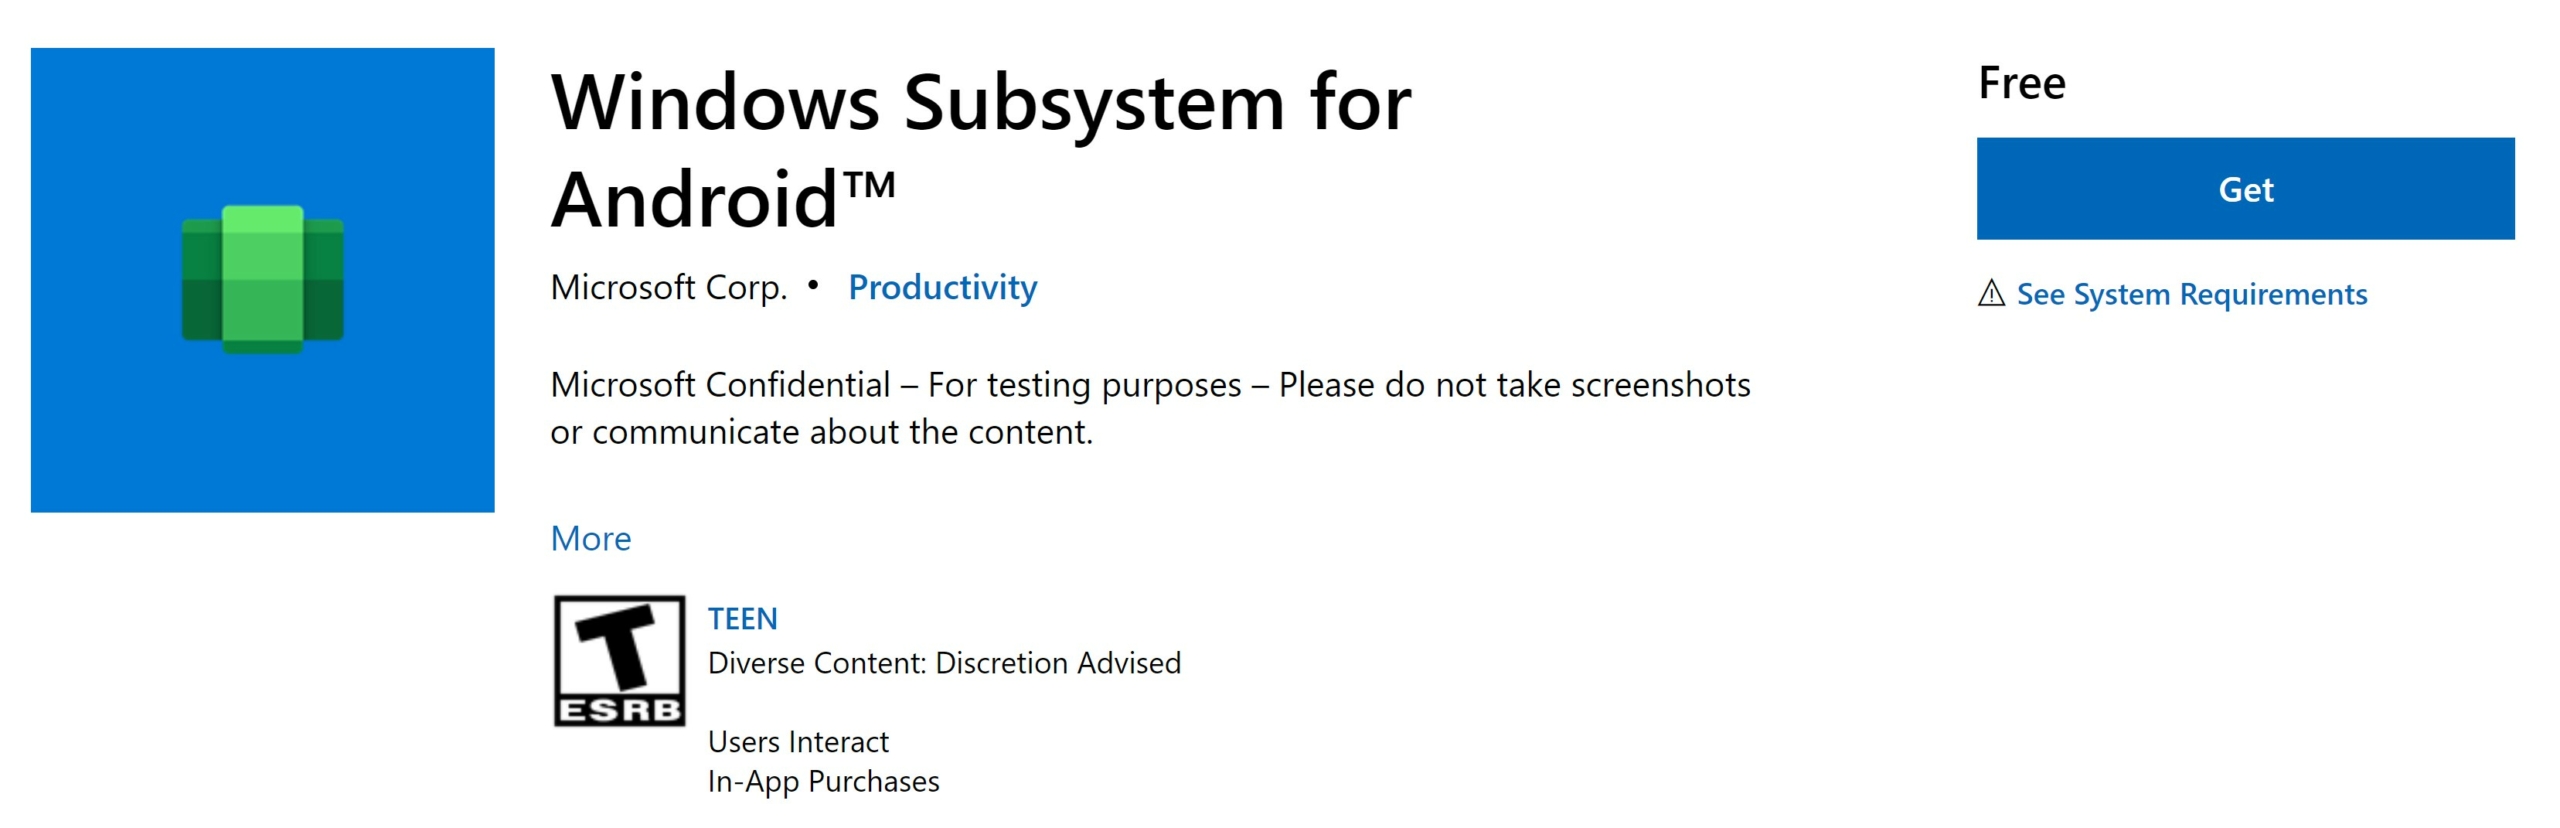 Windows Subsystem for
Android™
Microsoft Corp. • Productivity
Microsoft Confidential – For testing purposes – Please do not take screenshots
or communicate about the content.
More
T
ESRB
TEEN
Diverse Content: Discretion Advised
Users Interact
In-App Purchases
Free
Get
See System Requirements